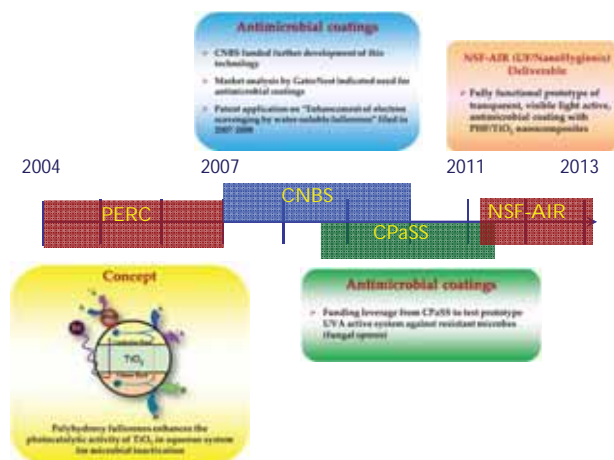 Antimicrobial coatings
CNBS funded further development of this
technology
Market analysis by GatorNest indicated need for
antimicrobial coatings
Patent application on "Enhancement of electron
scavenging by water-soluble fullerenes" filed in
2007-2008
NSF-AIR (UF/NanoHygienix)
Deliverable
Fully functional prototype of
transparent, visible light active,
antimicrobial coating with
PHF/TiO2 nanocomposites
2004 2007 2011 2013
PERC CNBS CPaSS NSF-AIR
Concept
TiO2
Polyhydroxy fullerenes enhances the
photocatalytic activity of TiO2 in aqueous system
for microbial inactivation
Antimicrobial coatings
Funding leverage from CPaSS to test prototype
UVA active system against resistant microbes
(fungal spores)